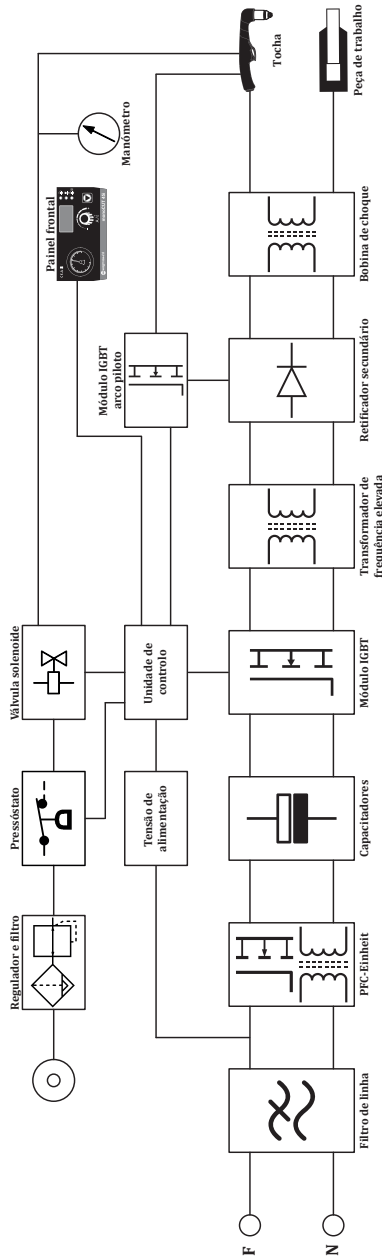 Regulador e filtro
Pressóstato
Válvula solenoide
Painel frontal
Manómetro
Tocha
Tensão de
alimentação
Unidade de
controlo
Módulo IGBT
arco piloto
F
N
Filtro de linha
PFC-Einheit
Capacitadores
Módulo IGBT
Transformador de
frequência elevada
Retificador secundário
Bobina de choque
Peça de trabalho